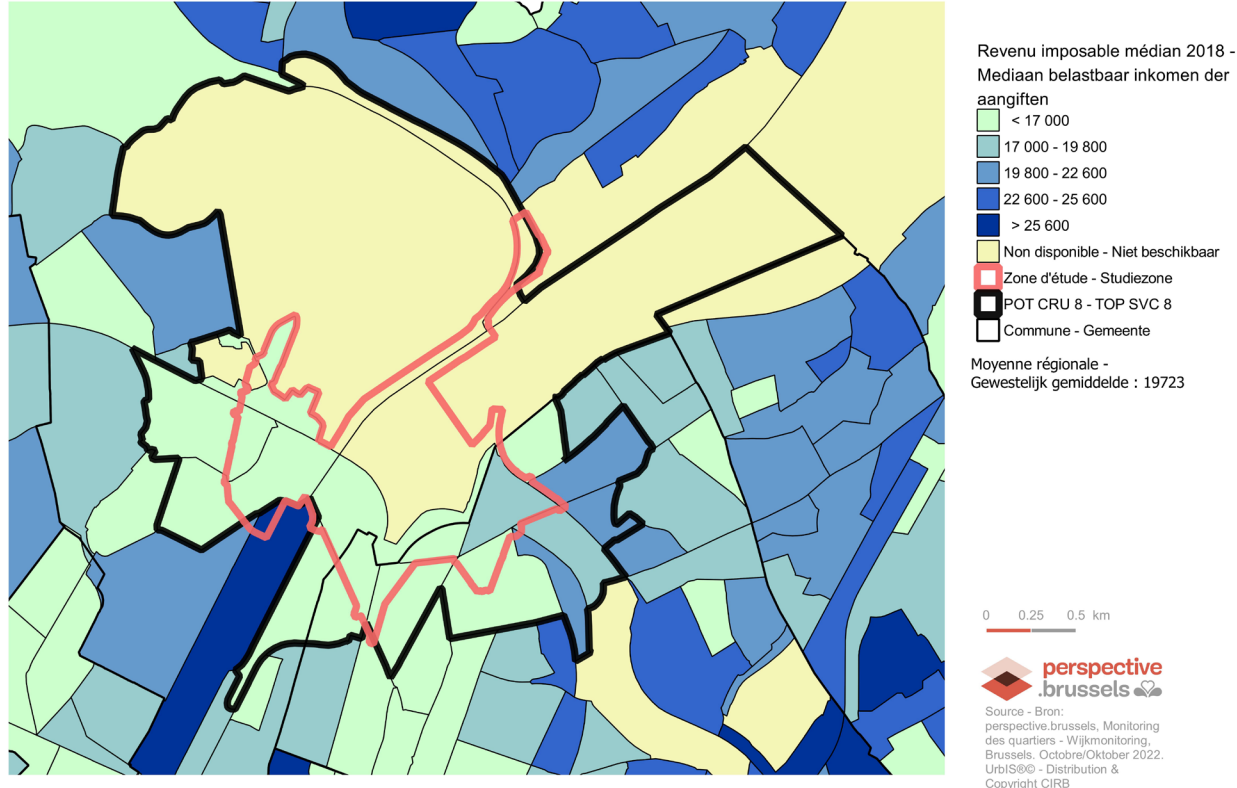 Revenu imposable médian 2018 -
Mediaan belastbaar inkomen der
aangiften
< 17 000
17 000 - 19 800
19 800 - 22 600
22 600 - 25 600
> 25 600
Non disponible - Niet beschikbaar
Zone d'étude - Studiezone
POT CRU 8 - TOP SVC 8
Commune - Gemeente
Moyenne régionale -
Gewestelijk gemiddelde : 19723
0 0.25 0.5 km
perspective
.brussels
Source - Bron:
perspective.brussels, Monitoring
des quartiers - Wijkmonitoring,
Brussels. Octobre/Oktober 2022.
UrbIS®© - Distribution &
Copyright CIRB